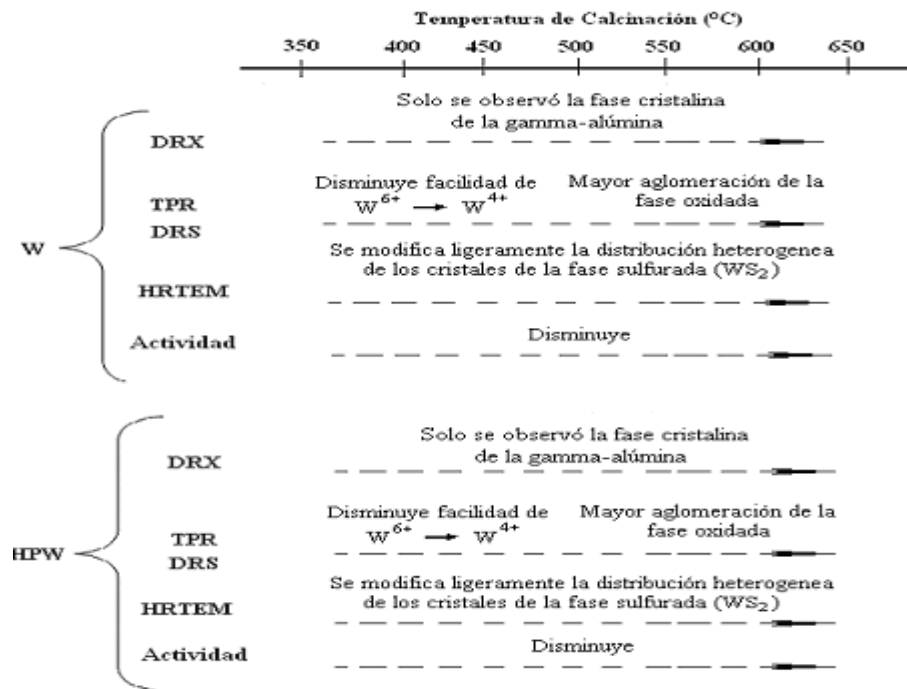 Temperatura de Calcinación (°C)
350 400 450 500 550 600 650
Solo se observó la fase cristalina
de la gamma-alúmina
DRX
Disminuye facilidad de
W6+ → W4+
Mayor aglomeración de la
fase oxidada
TPR
DRS
W
Se modifica ligeramente la distribución heterogenea
de los cristales de la fase sulfurada (WS2)
HRTEM
Disminuye
Actividad
Solo se observó la fase cristalina
de la gamma-alúmina
DRX
Disminuye facilidad de
W6+ → W4+
Mayor aglomeración de la
fase oxidada
TPR
DRS
HPW
Se modifica ligeramente la distribución heterogenea
de los cristales de la fase sulfurada (WS2)
HRTEM
Disminuye
Actividad